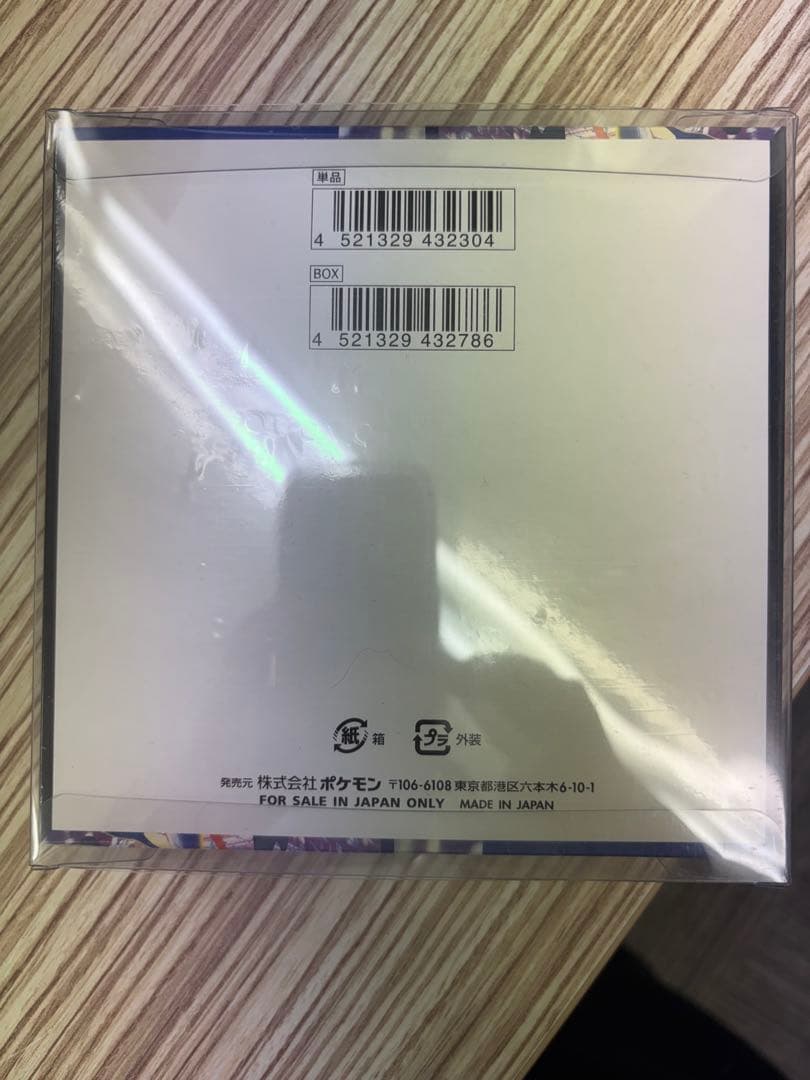 単品
4 521329 432304
BOX
4 521329 432786
紙 箱 プラ 外装
発売元 株式会社 ポケモン 〒106-6108 東京都港区六本木6-10-1
FOR SALE IN JAPAN ONLY MADE IN JAPAN